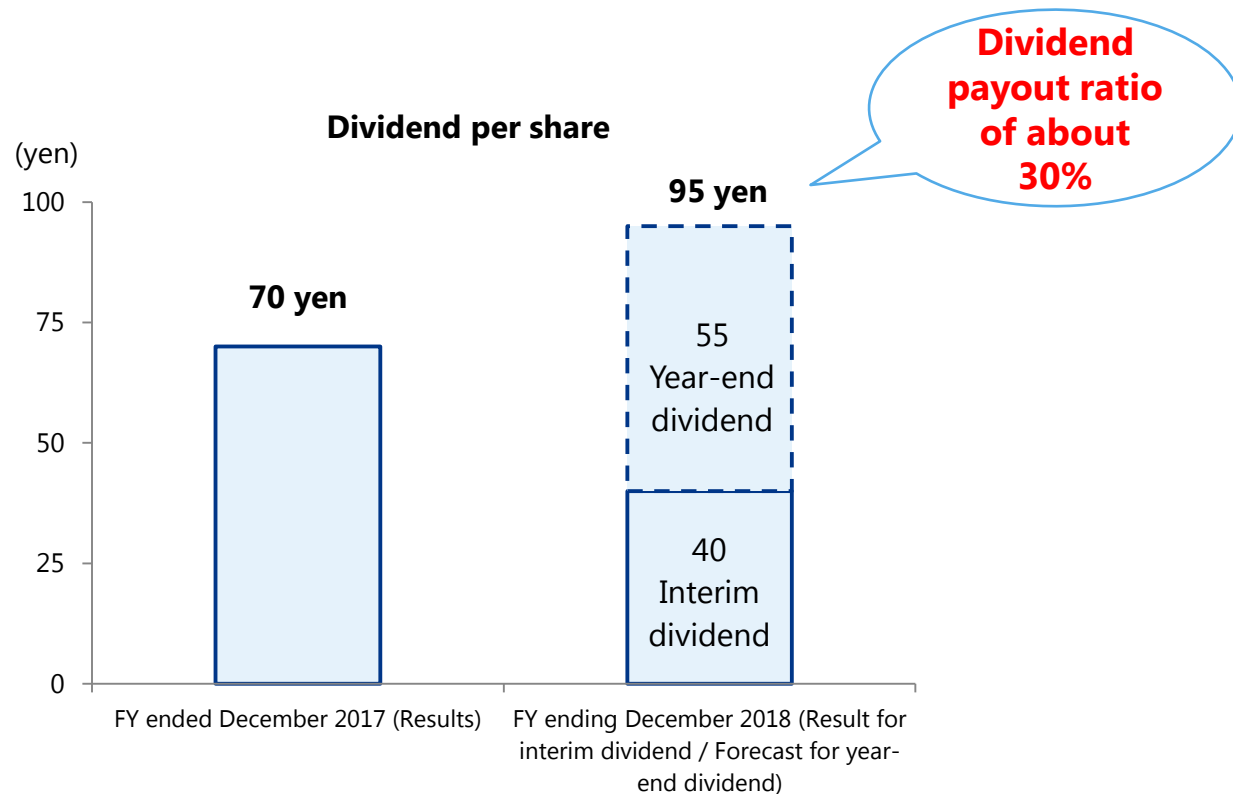 Dividend
payout ratio
of about
30%
Dividend per share
(yen)
100
75
50
25
0
70 yen
95 yen
55
Year-end
dividend
40
Interim
dividend
FY ended December 2017 (Results)
FY ending December 2018 (Result for
interim dividend / Forecast for year-
end dividend)